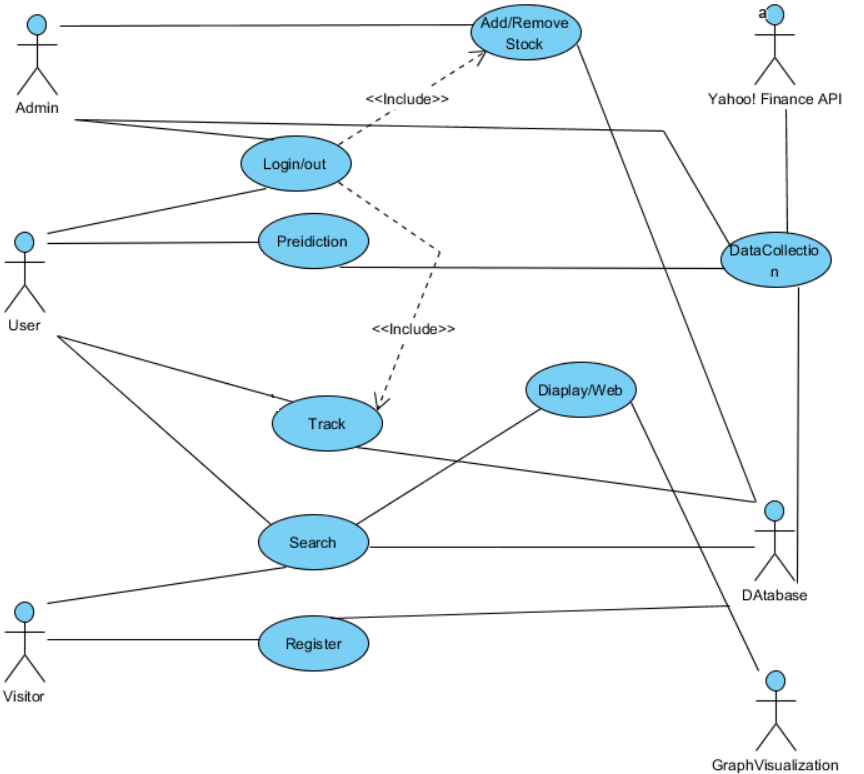 Add/Remove
Stock
a
Admin
Yahoo! Finance API
<<Include>>
Login/out
Preidiction
DataCollectio
n
User
<<Include>>
Diaplay/Web
Track
Search
DAtabase
Register
Visitor
GraphVisualization